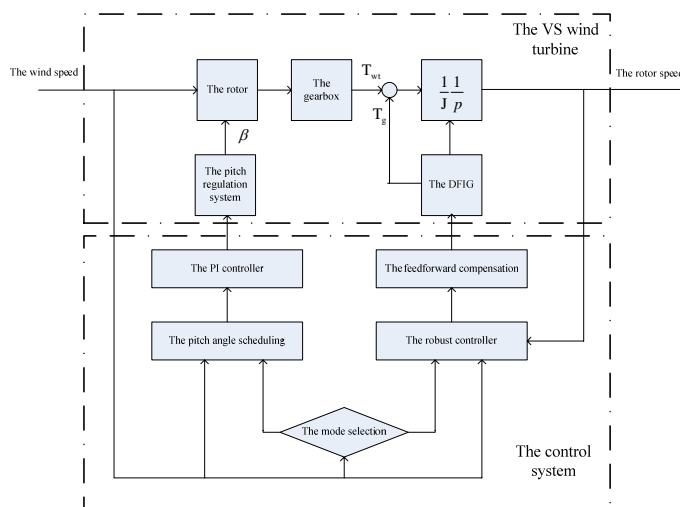 The VS wind
turbine
The wind speed
The rotor speed
The rotor
The
gearbox
T_wt
T_g
1 1
J p
β
The pitch
regulation
system
The DFIG
The PI controller
The feedforward compensation
The pitch angle scheduling
The robust controller
The mode selection
The control
system